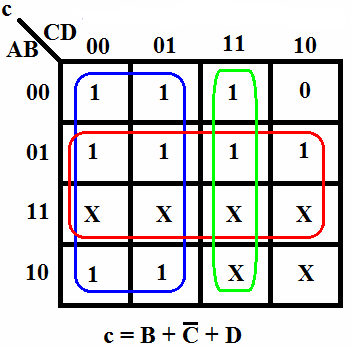 c
CD
AB 00 01 11 10
00 1 1 1 0
01 1 1 1 1
11 X X X X
10 1 1 X X
c = B + C̅ + D